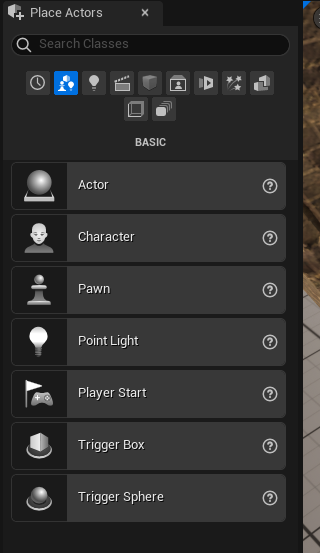 Place Actors
Search Classes
BASIC
Actor
Character
Pawn
Point Light
Player Start
Trigger Box
Trigger Sphere